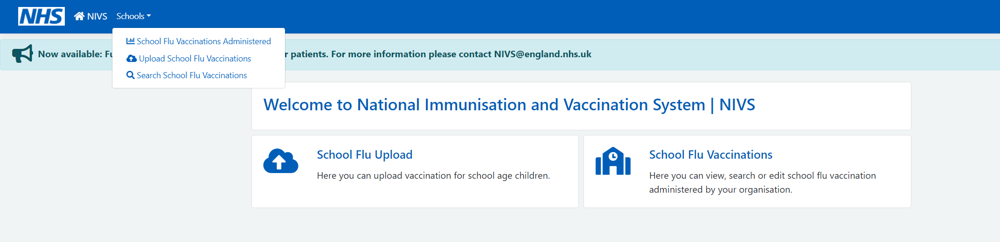 NHS NIVS Schools
School Flu Vaccinations Administered
Upload School Flu Vaccinations
Search School Flu Vaccinations
Now available: patients. For more information please contact NIVS@england.nhs.uk
Welcome to National Immunisation and Vaccination System | NIVS
School Flu Upload
Here you can upload vaccination for school age children.
School Flu Vaccinations
Here you can view, search or edit school flu vaccination
administered by your organisation.